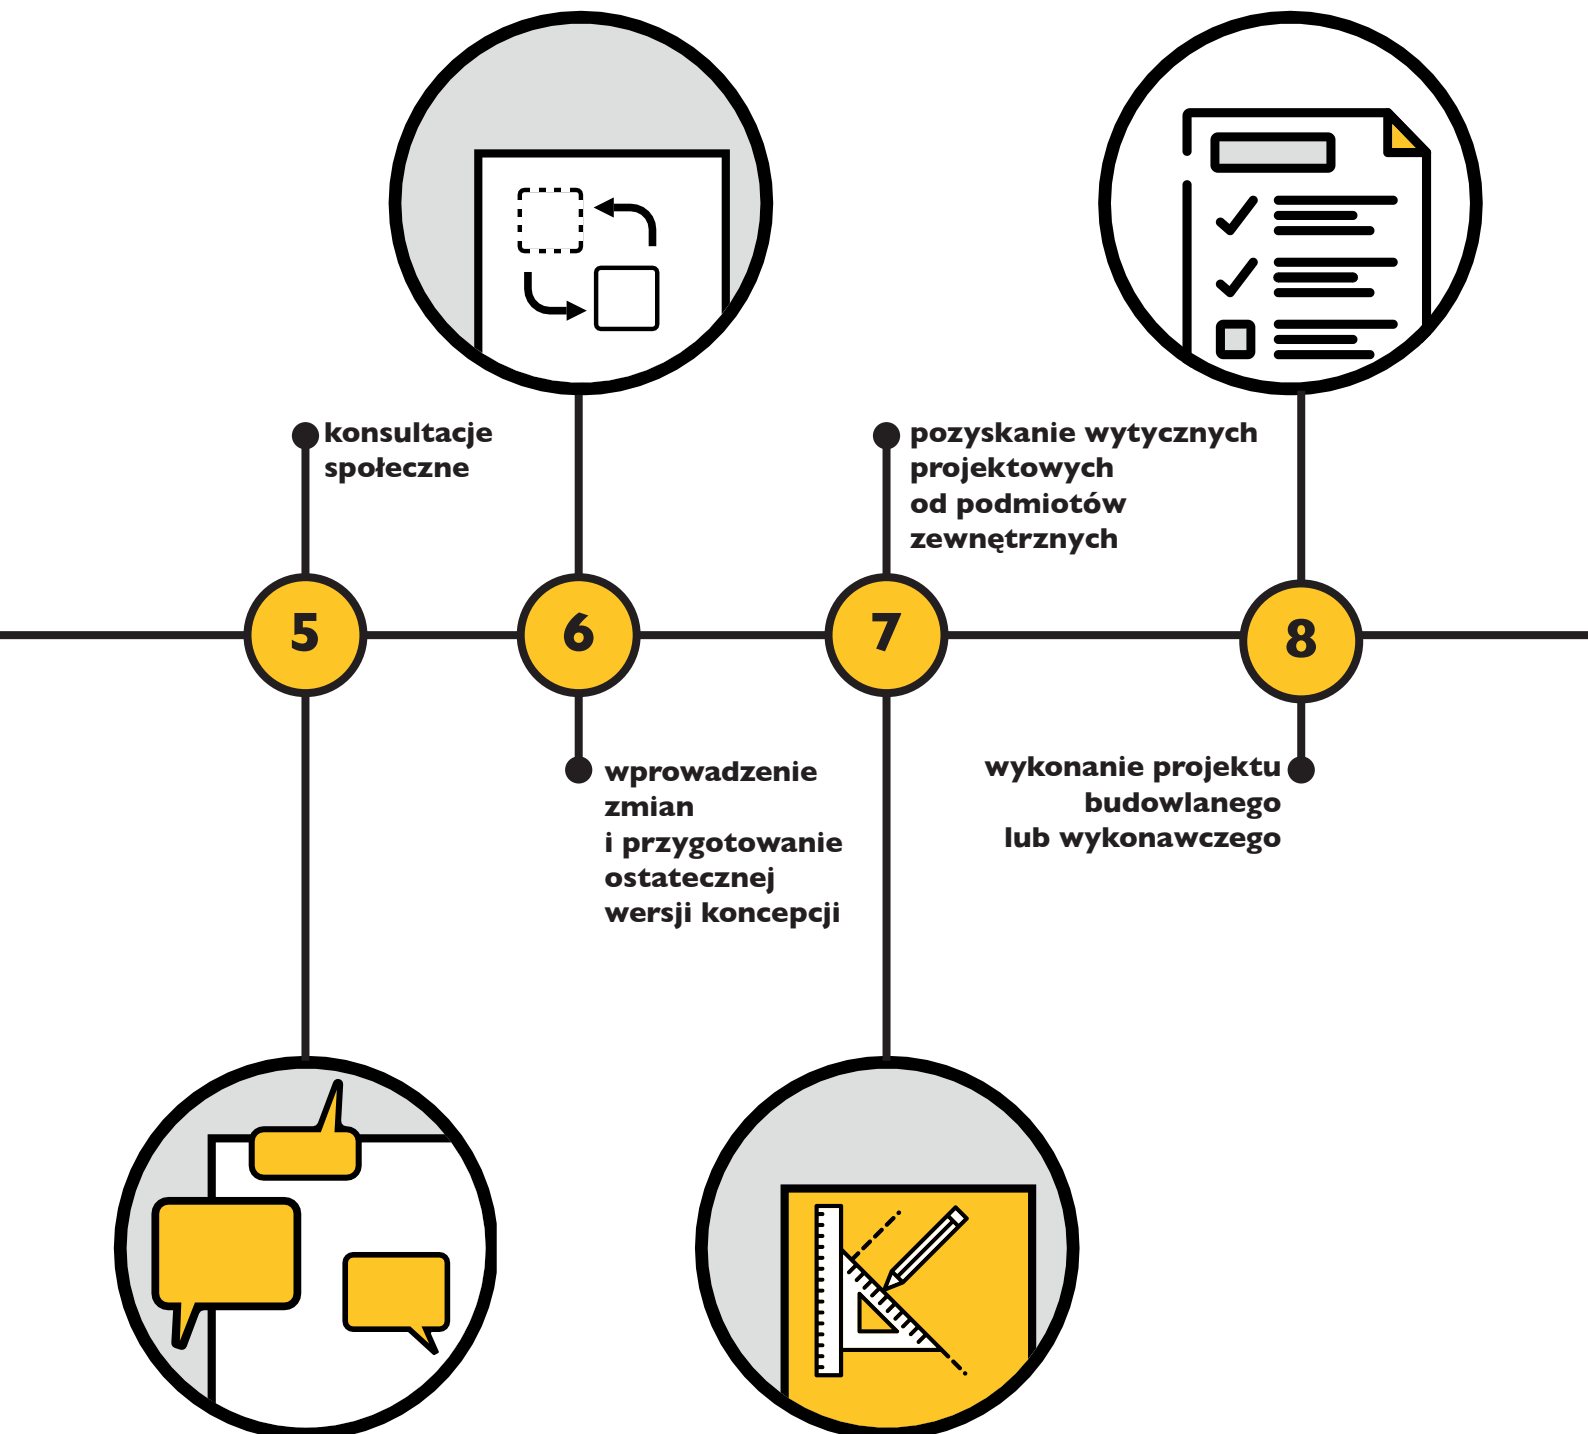 konsultacje
społeczne
pozyskanie wytycznych
projektowych
od podmiotów
zewnętrznych
5
6
7
8
wprowadzenie
zmian
i przygotowanie
ostatecznej
wersji koncepcji
wykonanie projektu
budowlanego
lub wykonawczego